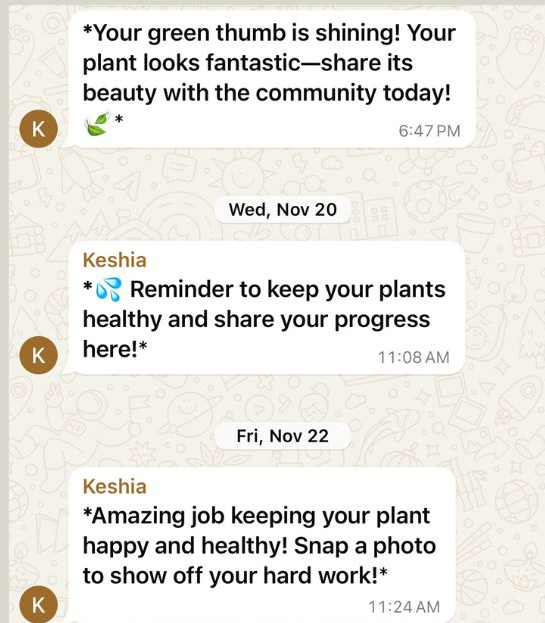 *Your green thumb is shining! Your
plant looks fantastic—share its
beauty with the community today!
🌿 *
6:47 PM
K
Wed, Nov 20
Keshia
*💦 Reminder to keep your plants
healthy and share your progress
here!*
11:08 AM
K
Fri, Nov 22
Keshia
*Amazing job keeping your plant
happy and healthy! Snap a photo
to show off your hard work!*
11:24 AM
K